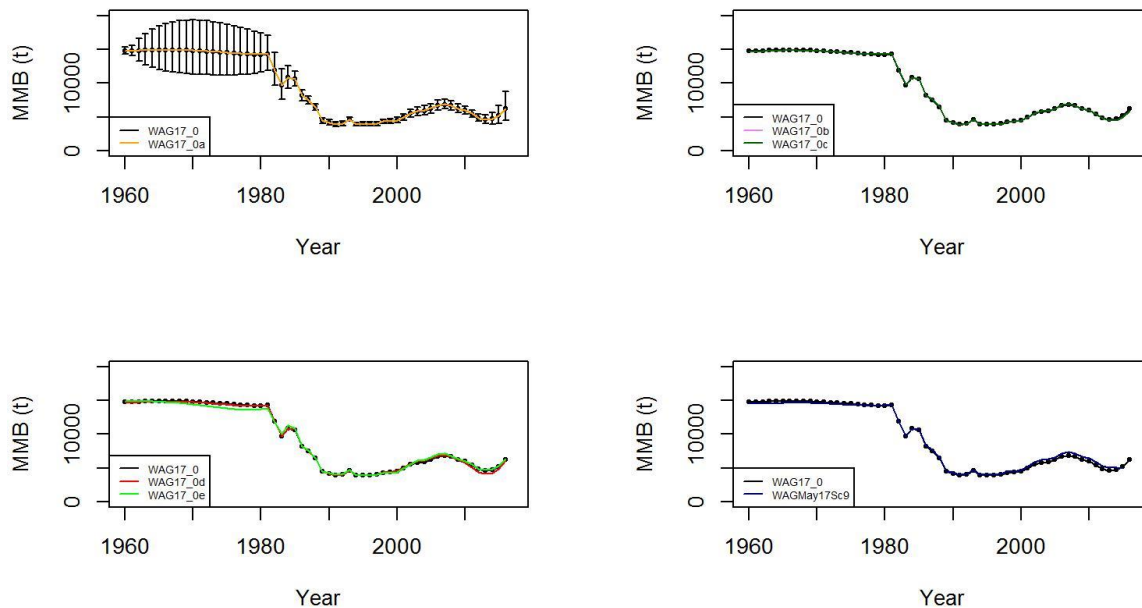 MMB (t)
10000
0
WAG17_0
WAG17_0a
1960
1980
2000
Year
MMB (t)
10000
0
WAG17_0
WAG17_0b
WAG17_0c
1960
1980
2000
Year
MMB (t)
10000
0
WAG17_0
WAG17_0d
WAG17_0e
1960
1980
2000
Year
MMB (t)
10000
0
WAG17_0
WAGMay17Sc9
1960
1980
2000
Year